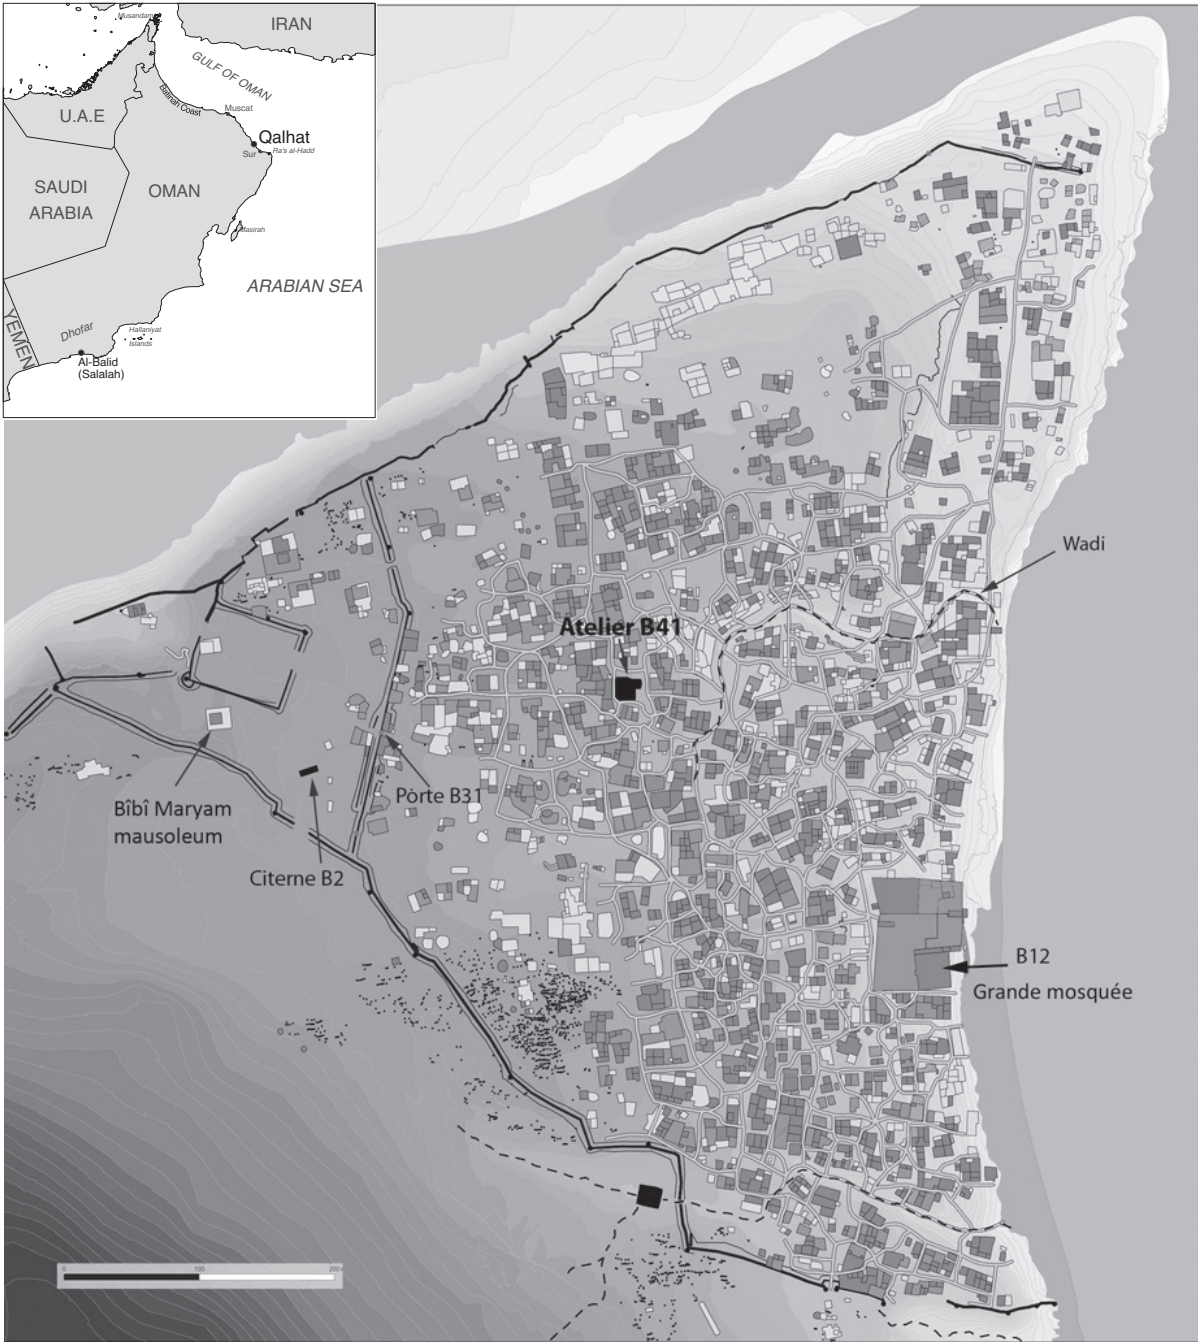 Musandam
IRAN
GULF OF OMAN
Batinah Coast
U.A.E
Muscat
Qalhat
Sur
Ra's al-Hadd
SAUDI
ARABIA
OMAN
Masirah
ARABIAN SEA
YEMEN
Dhofar
Hallaniyat
Islands
Al-Balid
(Salalah)
Wadi
Atelier B41
Bîbî Maryam
mausoleum
Porte B31
Citerne B2
B12
Grande mosquée
0
100
200